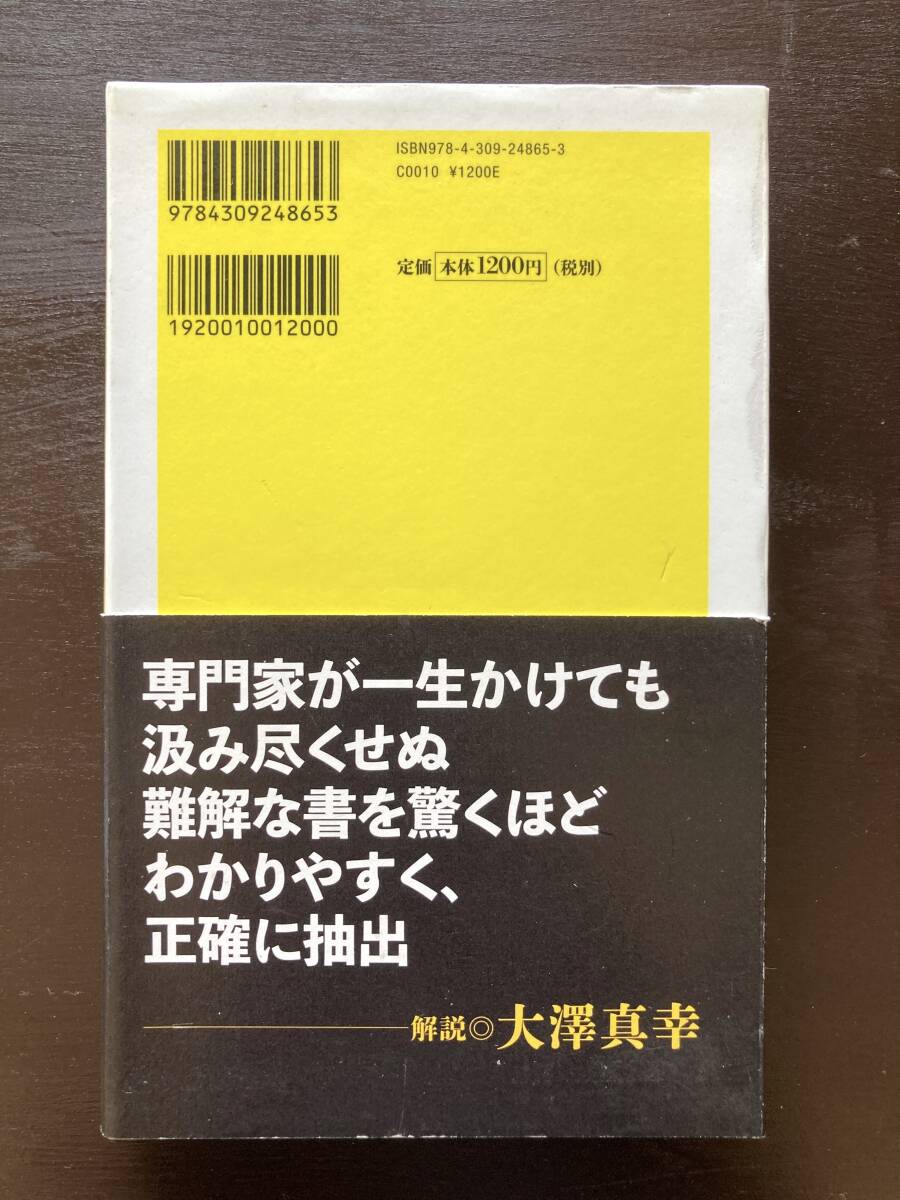 ISBN978-4-309-24865-3
C0010 ¥1200E
9784309248653
定価 本体1200円 (税別)
1920010012000
専門家が一生かけても
汲み尽くせぬ
難解な書を驚くほど
わかりやすく、
正確に抽出
解説◎大澤真幸